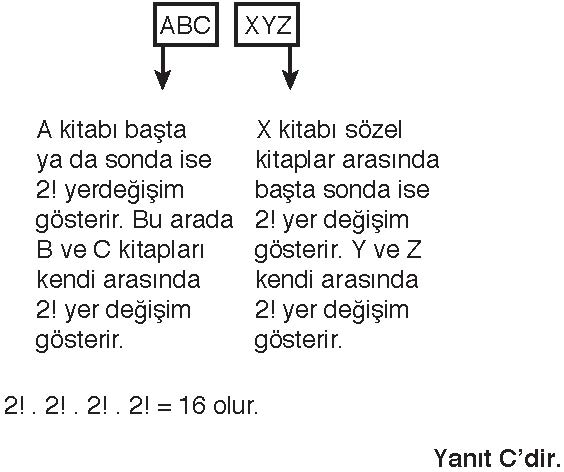 ABC XYZ
A kitabı başta
ya da sonda ise
2! yerdeğişim
gösterir. Bu arada
B ve C kitapları
kendi arasında
2! yer değişim
gösterir.
X kitabı sözel
kitaplar arasında
başta sonda ise
2! yer değişim
gösterir. Y ve Z
kendi arasında
2! yer değişim
gösterir.
2! . 2! . 2! . 2! = 16 olur.
Yanıt C’dir.